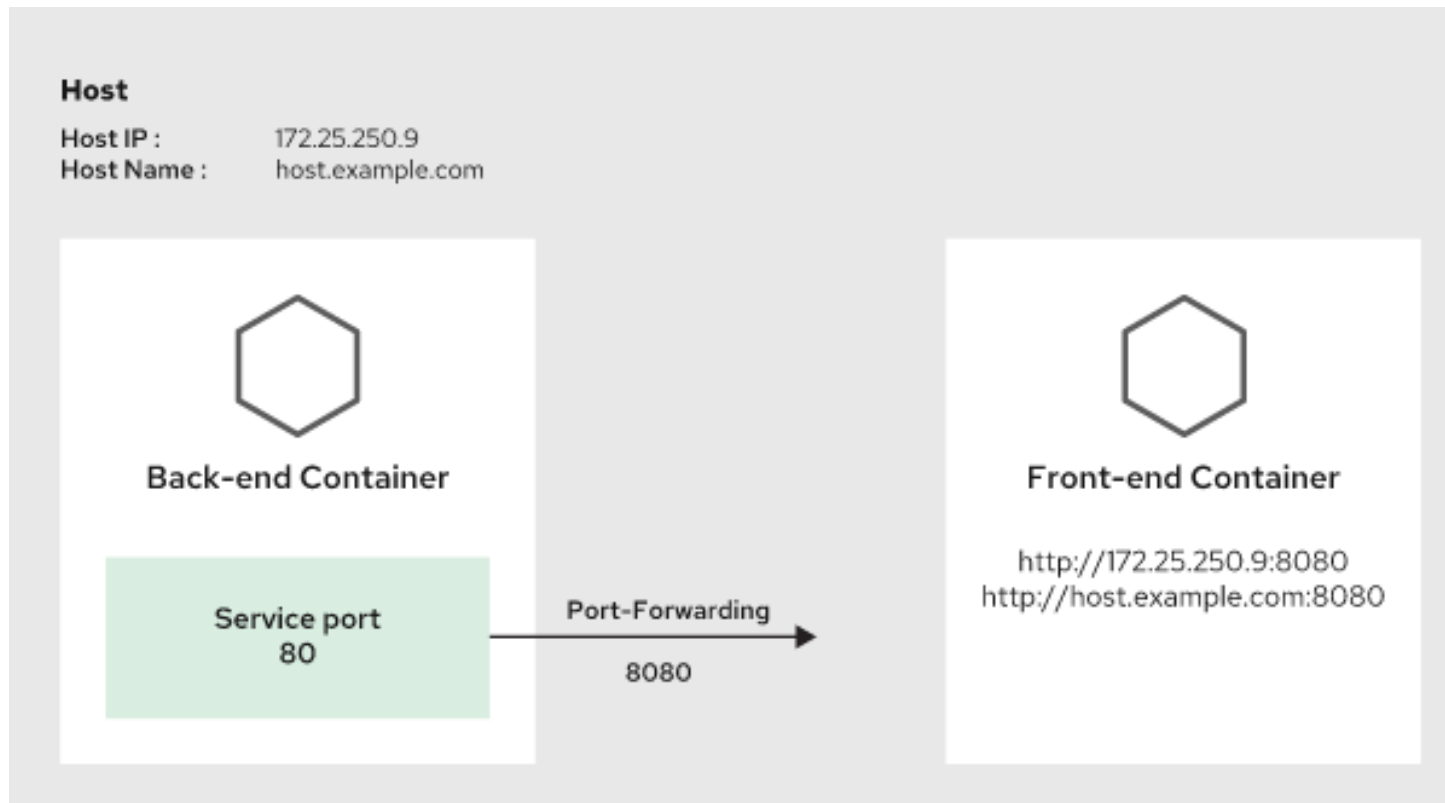 Host
Host IP : 172.25.250.9
Host Name : host.example.com
Back-end Container
Service port
80
Port-Forwarding
8080
Front-end Container
http://172.25.250.9:8080
http://host.example.com:8080